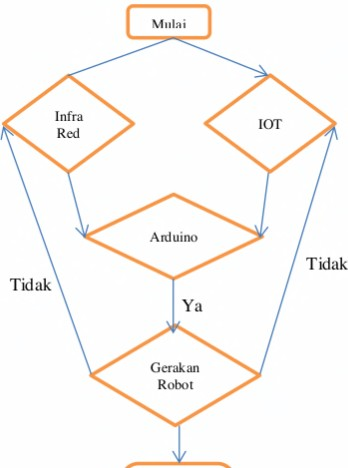 Mulai
Infra
Red
IOT
Arduino
Tidak
Tidak
Ya
Gerakan
Robot